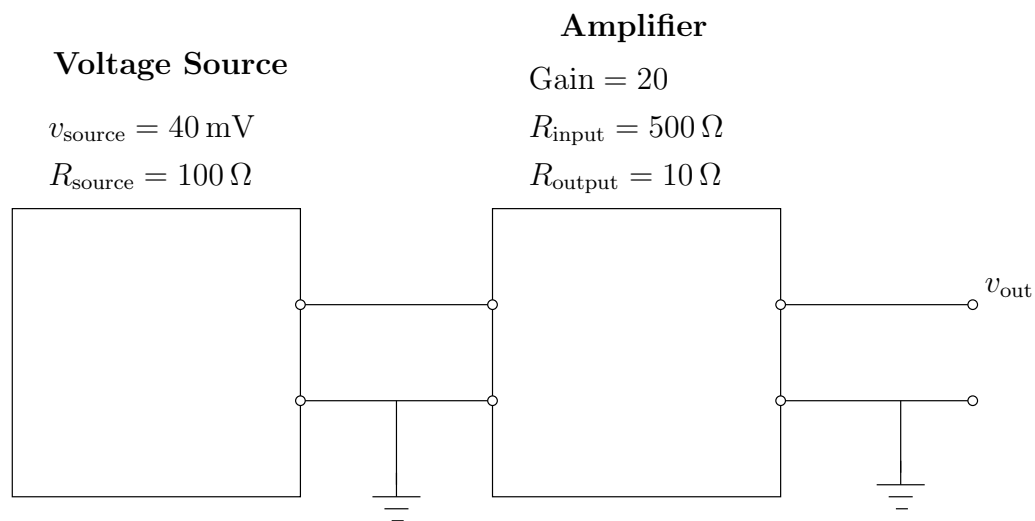 Voltage Source
v_source = 40 mV
R_source = 100 Ω
Amplifier
Gain = 20
R_input = 500 Ω
R_output = 10 Ω
v_out